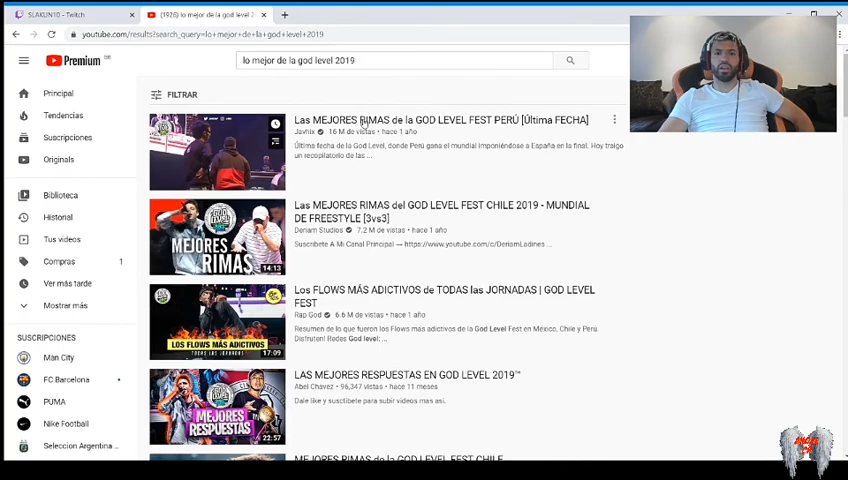 SLAKUN10 - Twitch
(1926) lo mejor de la god level 2
youtube.com/results?search_query=lo+mejor+de+la+god+level+2019
Premium
lo mejor de la god level 2019
FILTRAR
Principal
Tendencias
Suscripciones
Originals
Biblioteca
Historial
Tus videos
Compras
1
Ver más tarde
Mostrar más
SUSCRIPCIONES
Man City
FC Barcelona
PUMA
Nike Football
Seleccion Argentina ...
Las MEJORES RIMAS de la GOD LEVEL FEST PERÚ [Última FECHA]
Javhix 16 M de vistas • hace 1 año
Última fecha de la God Level, donde Perú gana el mundial imponiéndose a España en la final. Hoy traigo
un recopilatorio de las ...
MEJORES
RIMAS
14:13
Las MEJORES RIMAS del GOD LEVEL FEST CHILE 2019 - MUNDIAL
DE FREESTYLE [3vs3]
Deriam Studios 7.2 M de vistas • hace 1 año
Suscribete A Mi Canal Principal → https://www.youtube.com/c/DeriamLadines ...
LOS FLOWS MÁS ADICTIVOS
TODAS LAS JORNADAS
17:09
Los FLOWS MÁS ADICTIVOS de TODAS las JORNADAS | GOD LEVEL
FEST
Rap God 6.6 M de vistas • hace 1 año
Resumen de lo que fueron los Flows más adictivos de la God Level Fest en México, Chile y Perú.
Disfruten! Redes God level: ...
MEJORES
RESPUESTAS
22:57
LAS MEJORES RESPUESTAS EN GOD LEVEL 2019™
Abel Chavez • 96,347 vistas • hace 11 meses
Dale like y susctibete para subir videos mas asi.
MEJORES RIMAS de la GOD LEVEL FEST CHILE